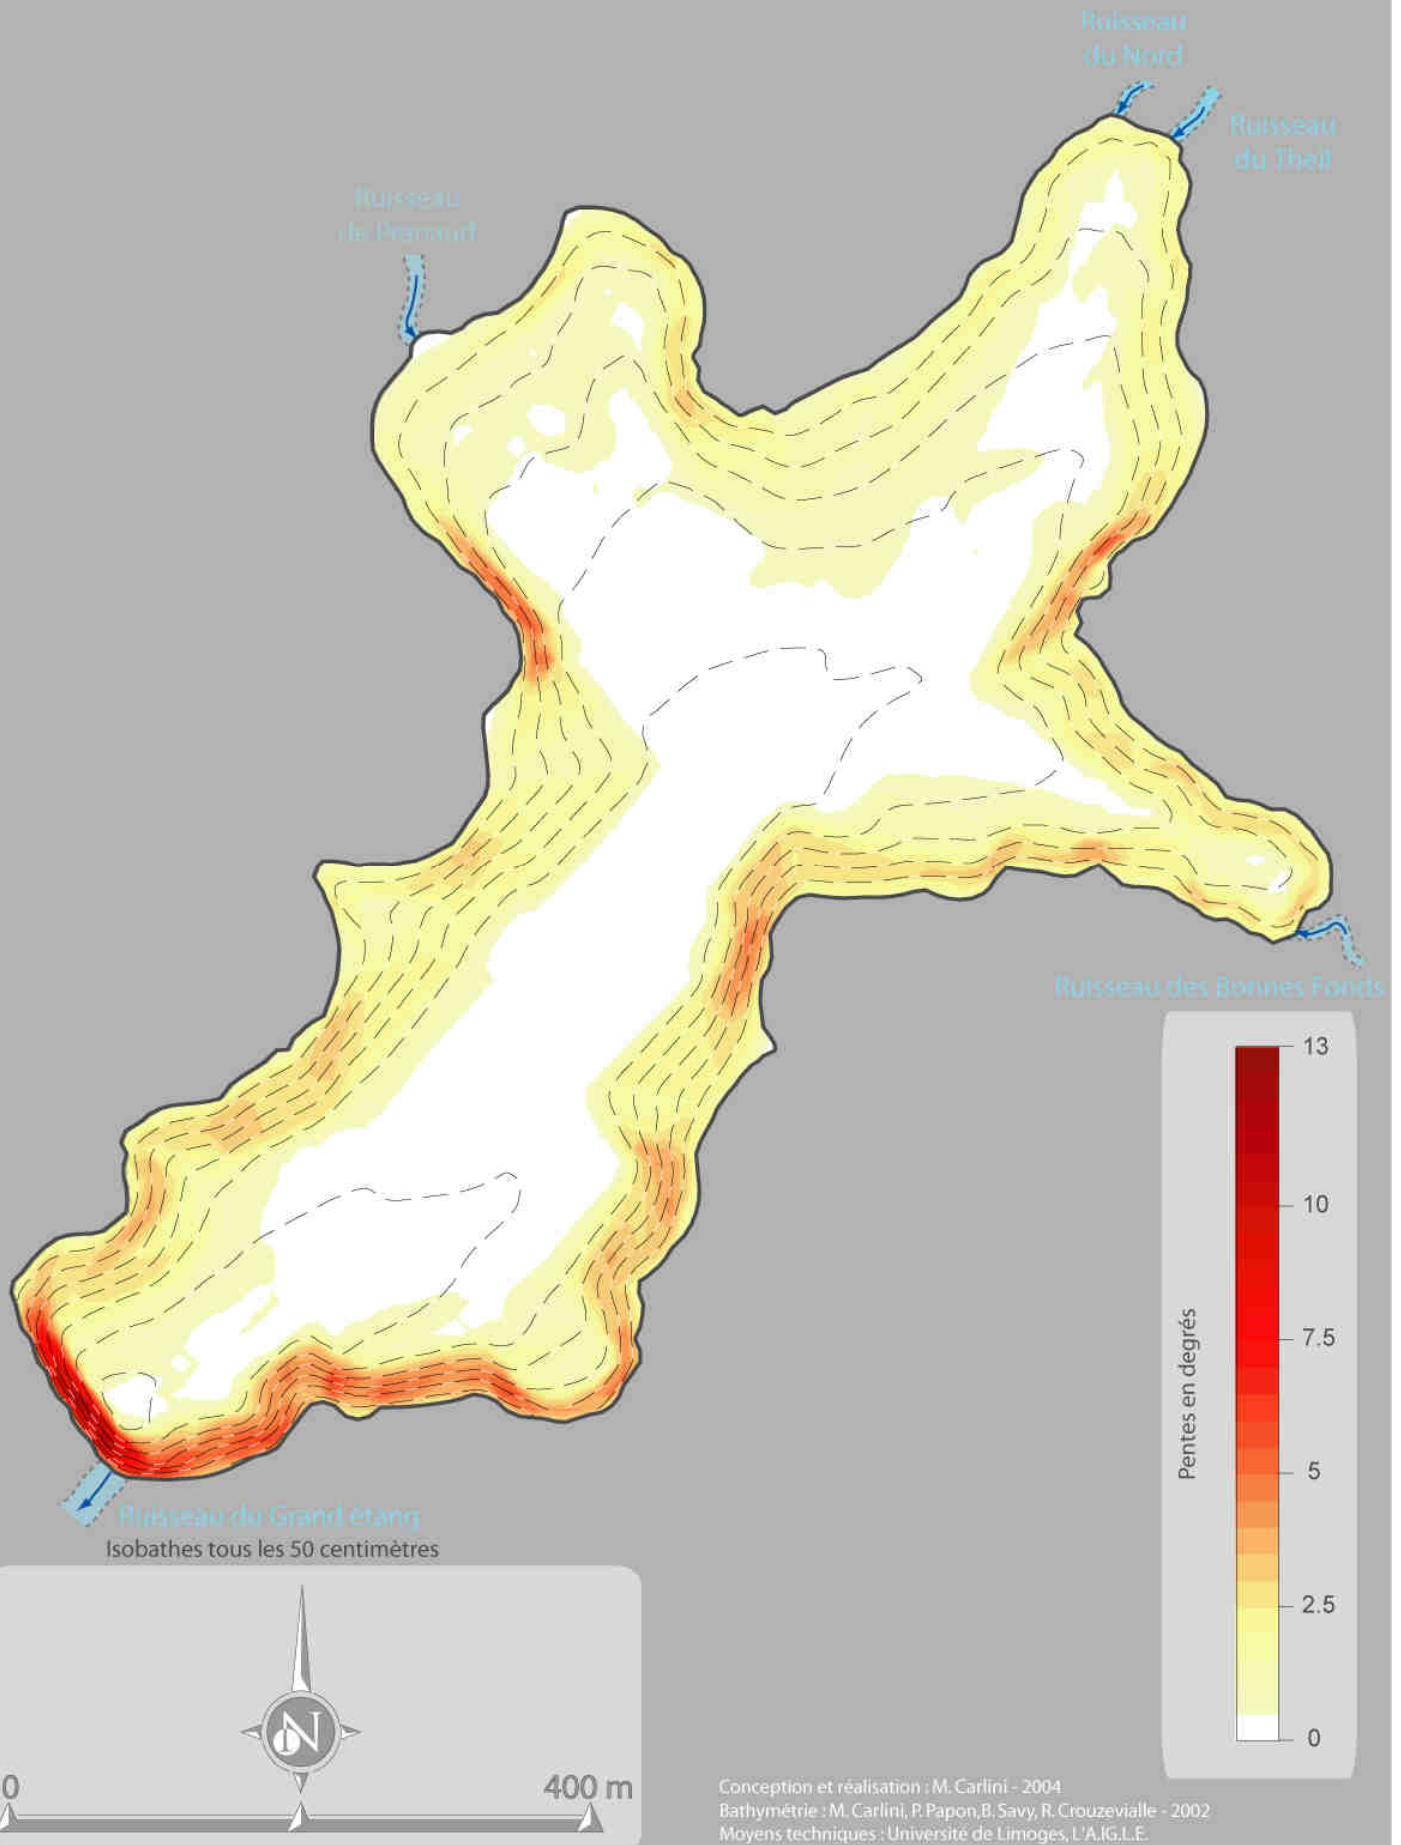 Ruisseau
du Nord
Ruisseau
du Theil
Ruisseau
de
Ruisseau des Bonnes Fonds
13
10
7.5
5
2.5
0
Pentes en degrés
Ruisseau du Grand étang
Isobathes tous les 50 centimètres
N
0
400 m
Conception et réalisation : M. Carlini - 2004
Bathymétrie : M. Carlini, P. Papon, B. Savy, R. Crouzevialle - 2002
Moyens techniques : Université de Limoges, L'A.IG.L.E.